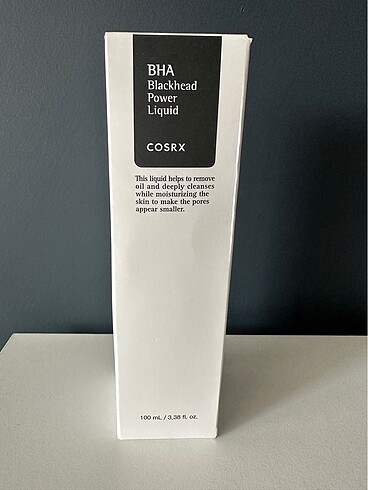 BHA
Blackhead
Power
Liquid
COSRX
This liquid helps to remove
oil and deeply cleanses
while moisturizing the
skin to make the pores
appear smaller.
100 mL / 3,38 fl. oz.